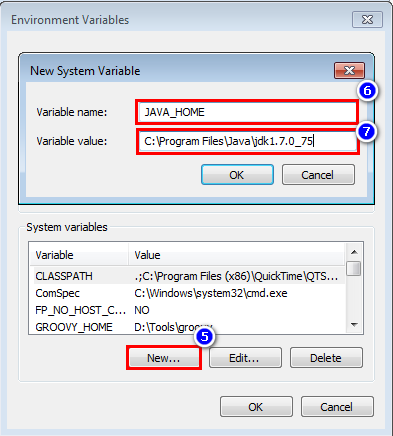 Environment Variables
New System Variable
6
Variable name: JAVA_HOME
7
Variable value: C:\Program Files\Java\jdk1.7.0_75
OK Cancel
System variables
Variable Value
CLASSPATH .;C:\Program Files (x86)\QuickTime\QTS...
ComSpec C:\Windows\system32\cmd.exe
FP_NO_HOST_C... NO
GROOVY_HOME D:\Tools\groovy
5
New... Edit... Delete
OK Cancel